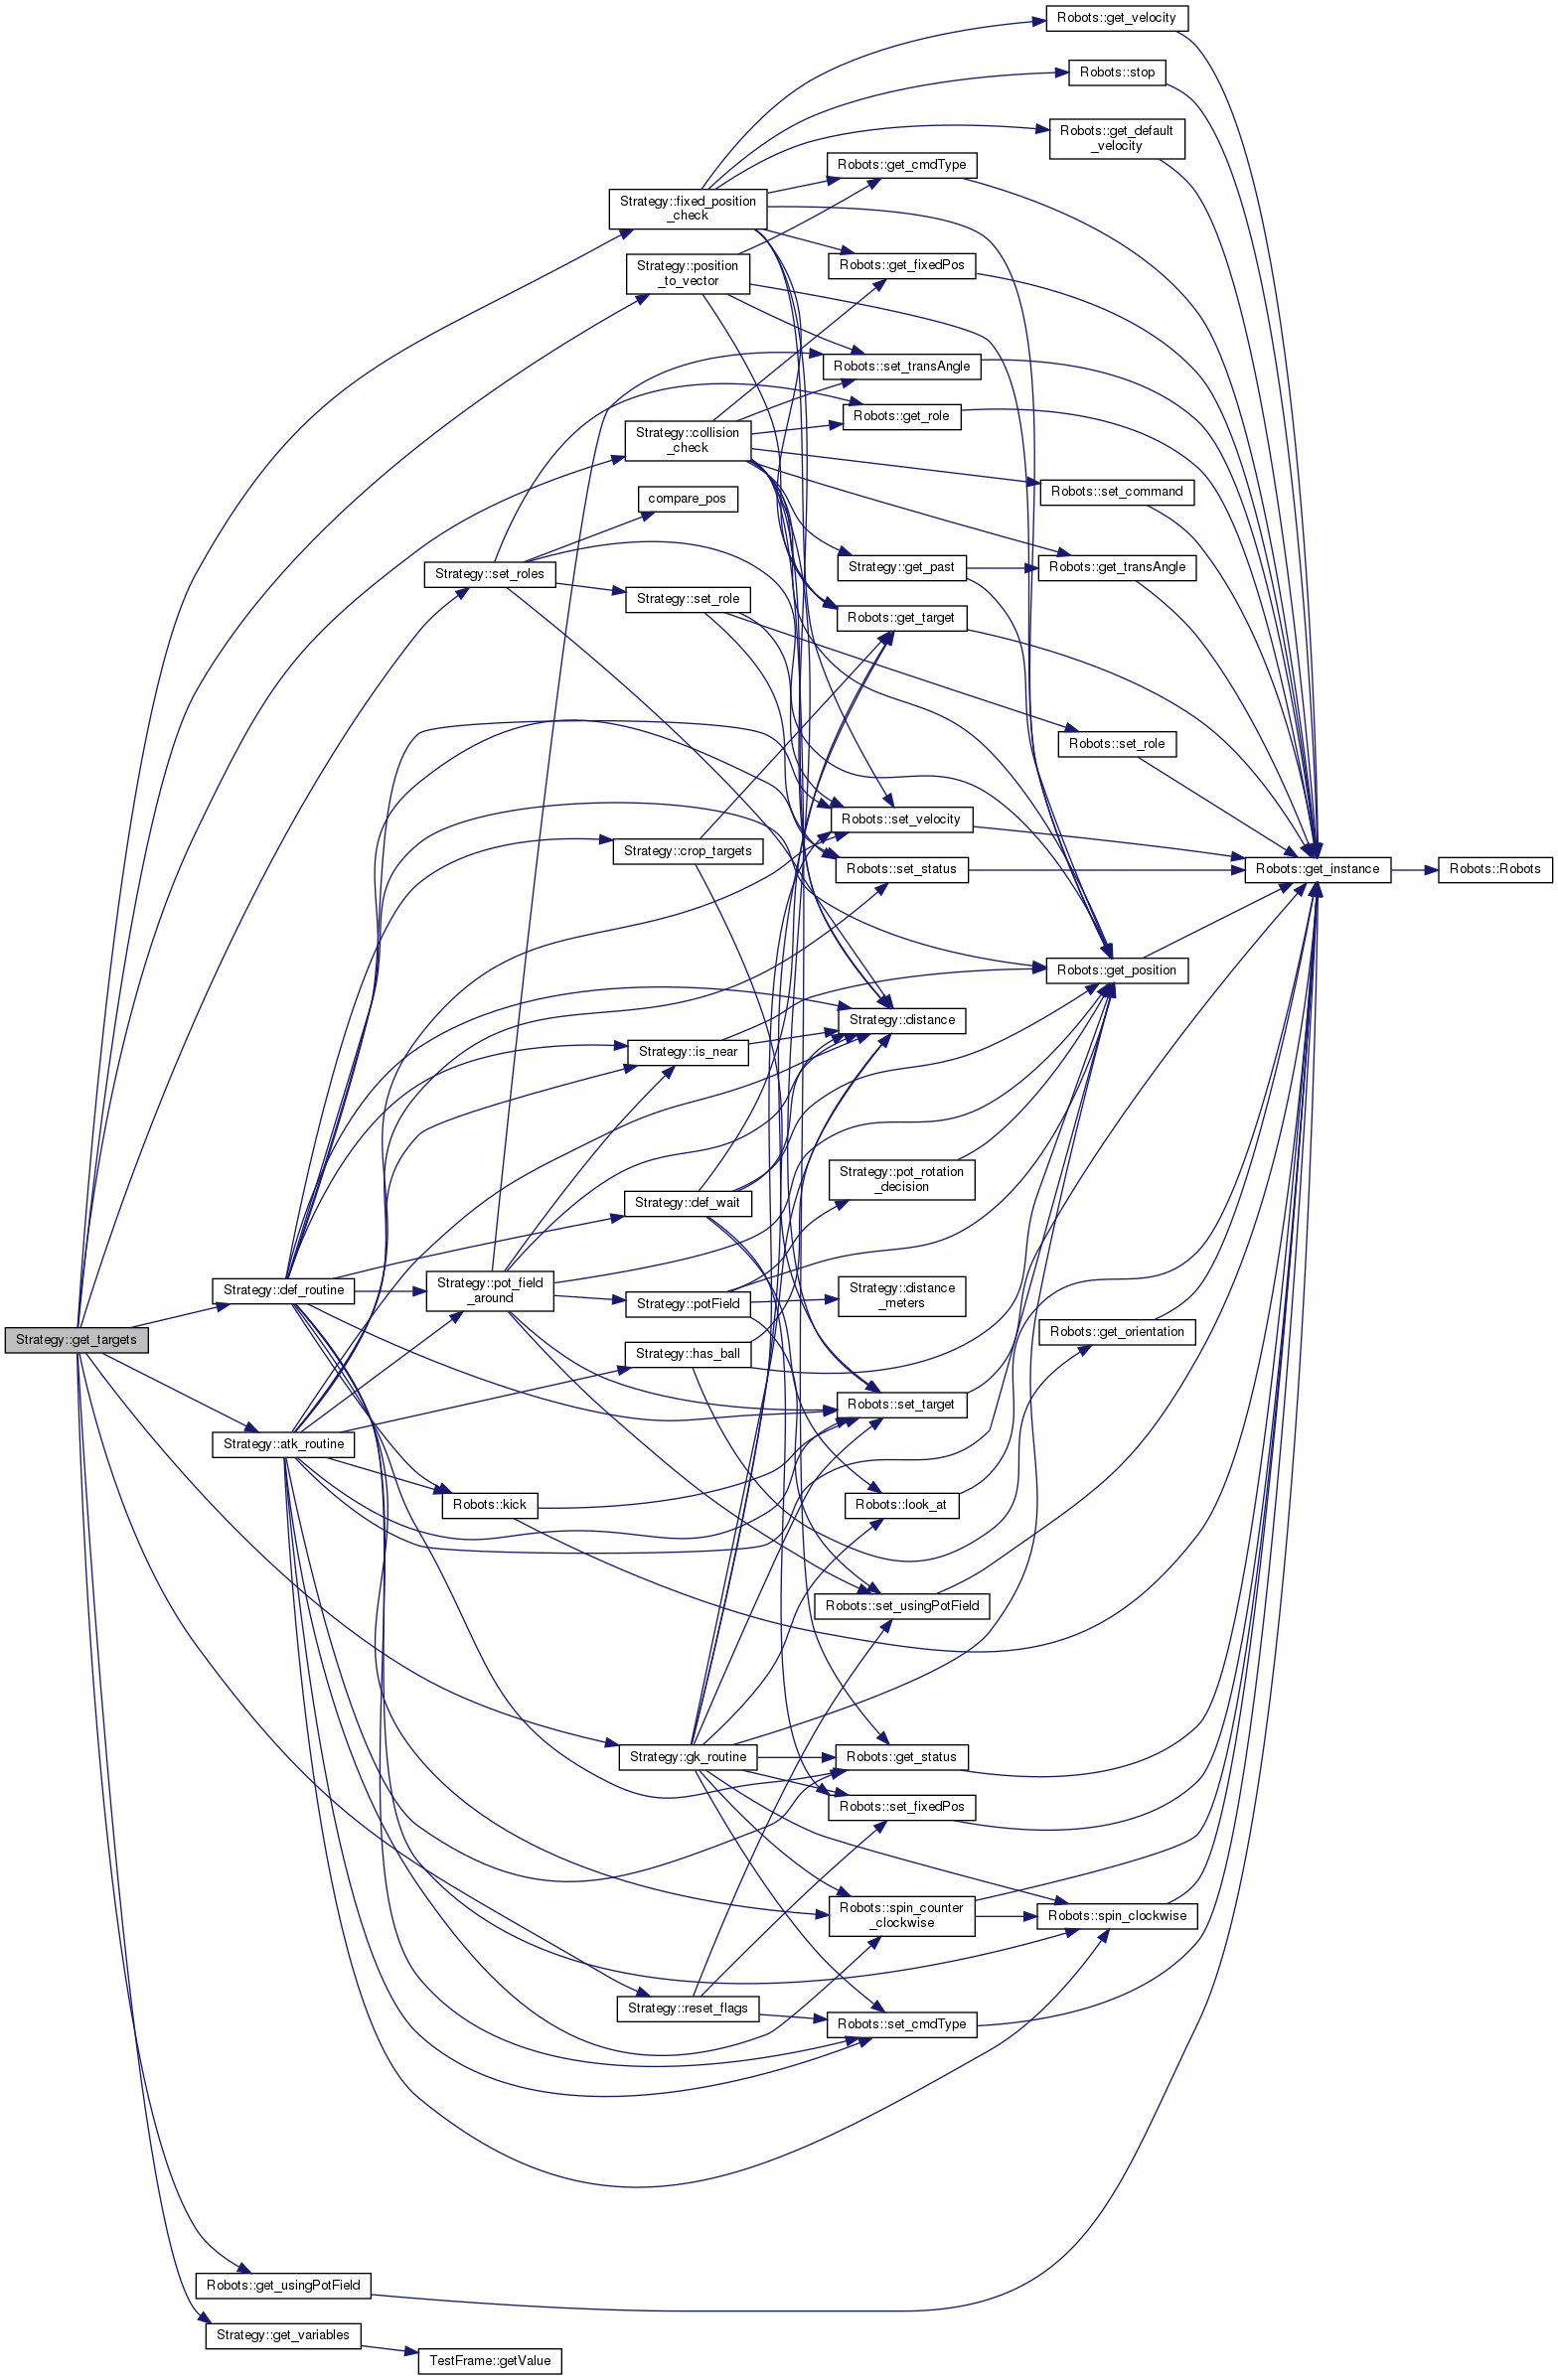 Robots::get_velocity
Robots::stop
Robots::get_default
_velocity
Robots::get_cmdType
Strategy::fixed_position
_check
Strategy::position
_to_vector
Robots::get_fixedPos
Robots::set_transAngle
Robots::get_role
Strategy::collision
_check
Robots::set_command
compare_pos
Strategy::get_past
Robots::get_transAngle
Strategy::set_roles
Strategy::set_role
Robots::get_target
Robots::set_role
Robots::set_velocity
Strategy::crop_targets
Robots::set_status
Robots::get_instance
Robots::Robots
Robots::get_position
Strategy::distance
Strategy::is_near
Strategy::pot_rotation
_decision
Strategy::def_wait
Strategy::def_routine
Strategy::pot_field
_around
Strategy::potField
Strategy::distance
_meters
Strategy::get_targets
Robots::get_orientation
Strategy::has_ball
Robots::set_target
Strategy::atk_routine
Robots::kick
Robots::look_at
Robots::set_usingPotField
Strategy::gk_routine
Robots::get_status
Robots::set_fixedPos
Robots::spin_counter
_clockwise
Robots::spin_clockwise
Strategy::reset_flags
Robots::set_cmdType
Robots::get_usingPotField
Strategy::get_variables
TestFrame::getValue